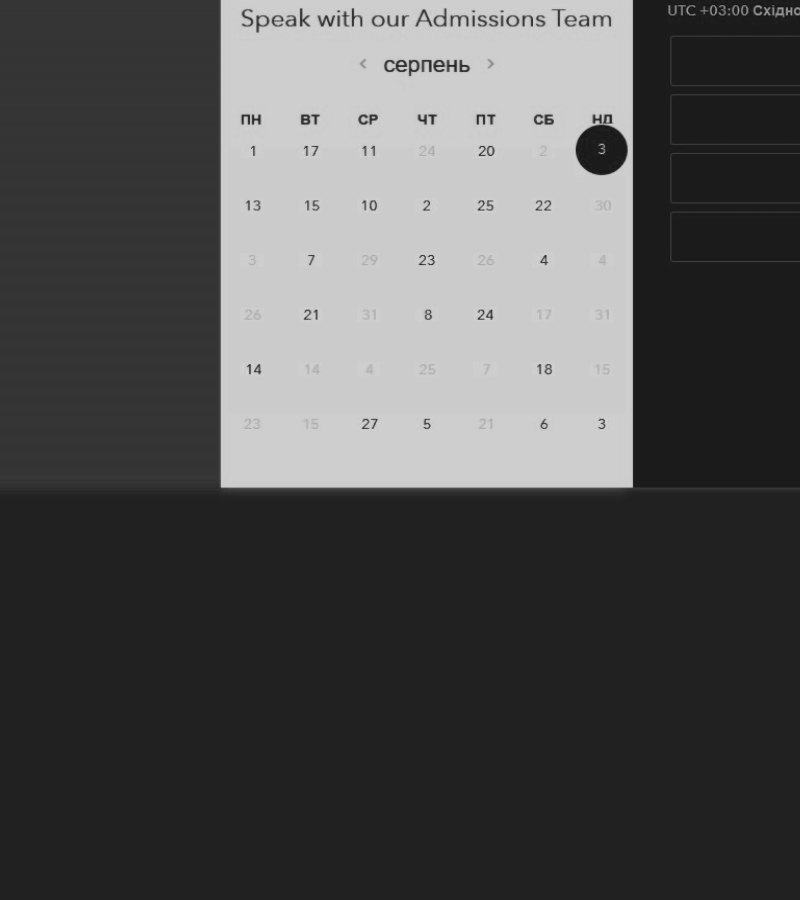 Speak with our Admissions Team
UTC +03:00 Східно
< серпень >
ПН ВТ СР ЧТ ПТ СБ НД
1 17 11 24 20 2 3
13 15 10 2 25 22 30
3 7 29 23 26 4 4
26 21 31 8 24 17 31
14 14 4 25 7 18 15
23 15 27 5 21 6 3